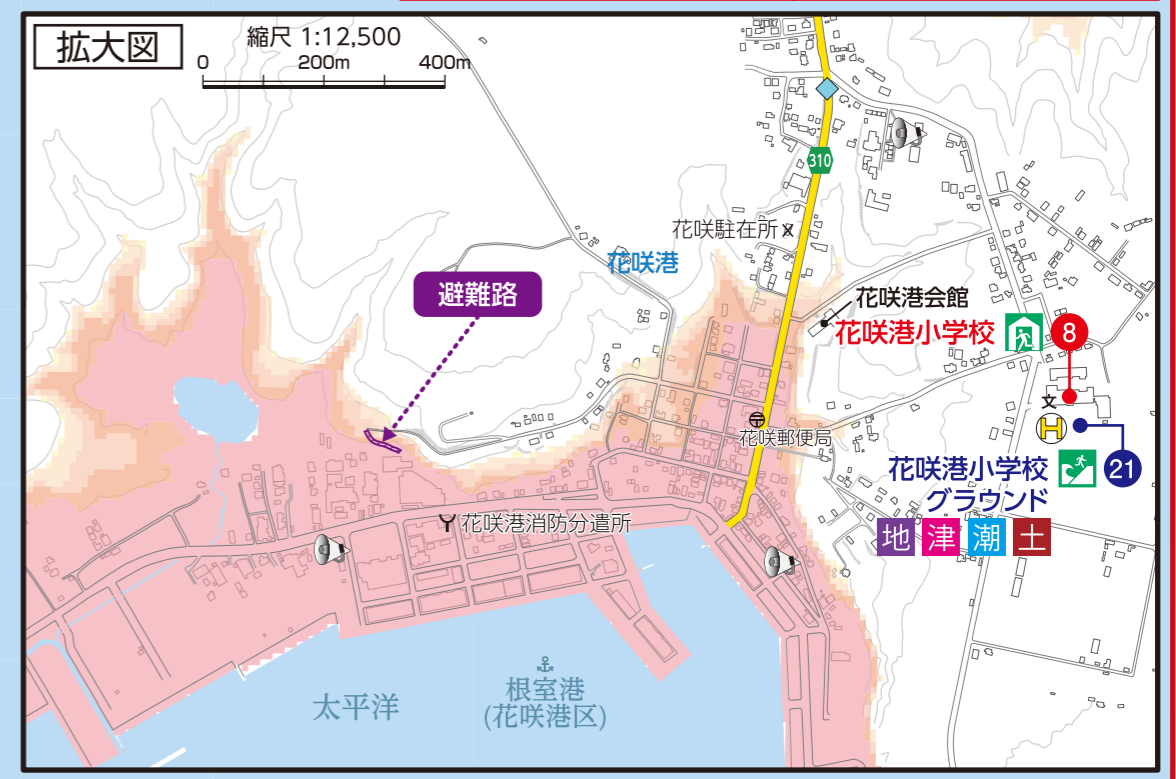 拡大図
縮尺 1:12,500
0 200m 400m
310
花咲駐在所
花咲港
避難路
花咲港会館
花咲港小学校
8
文
H
花咲郵便局
花咲港小学校
グラウンド
21
地 津 潮 土
花咲港消防分遣所
太平洋
根室港
(花咲港区)